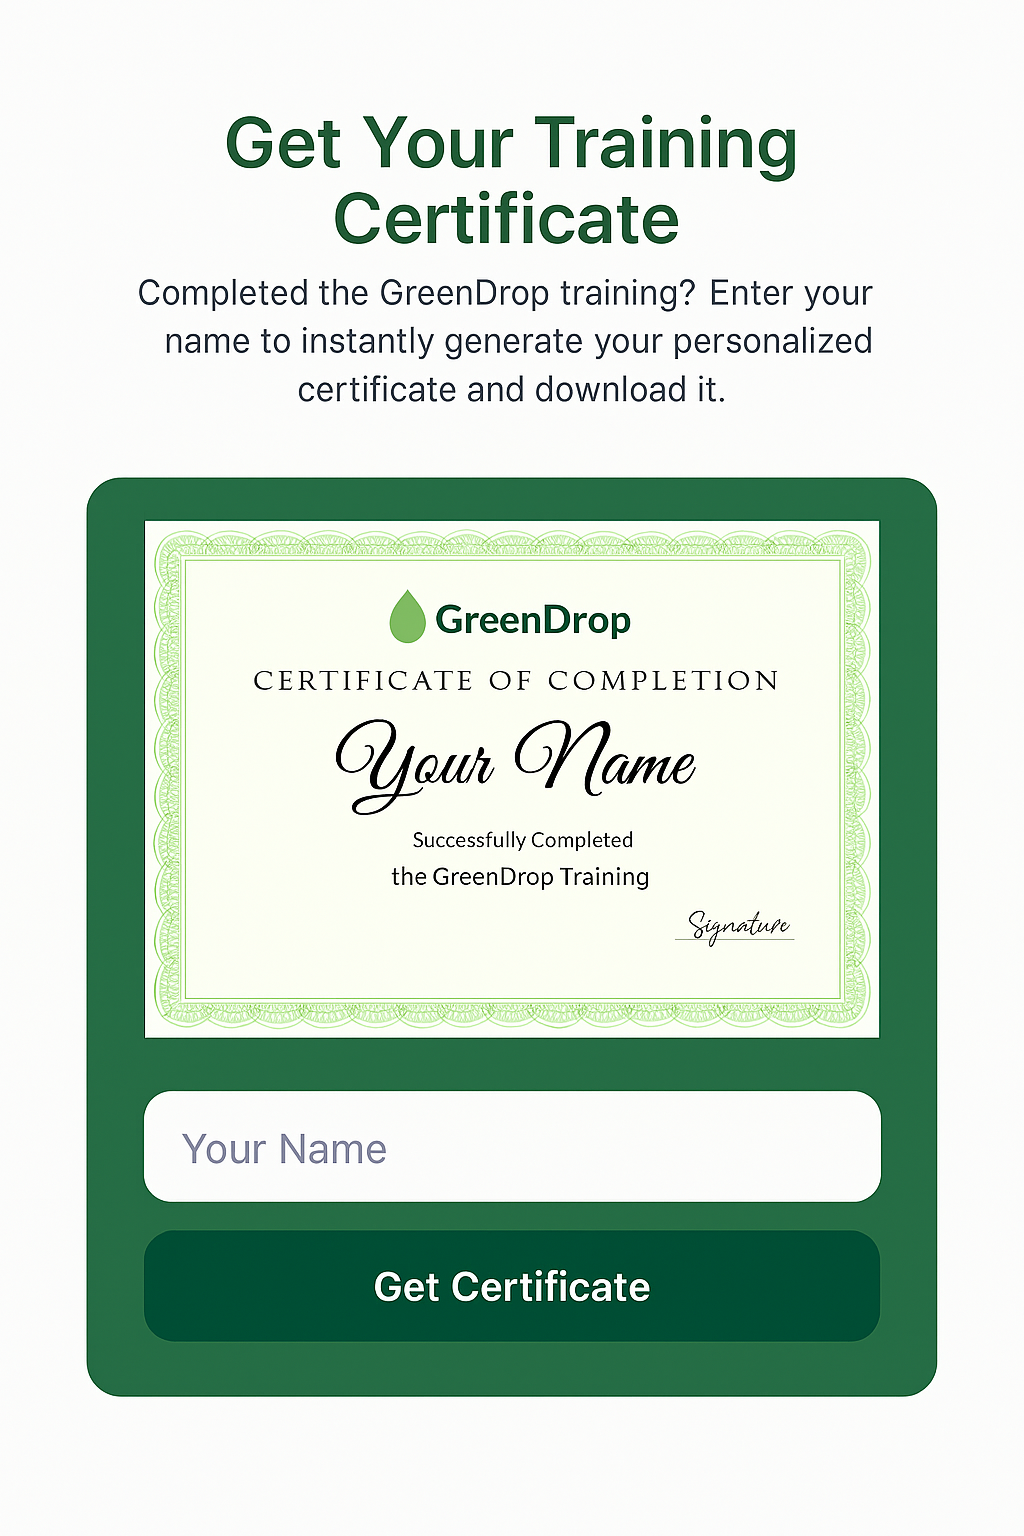 Get Your Training
Certificate
Completed the GreenDrop training? Enter your
name to instantly generate your personalized
certificate and download it.
GreenDrop
CERTIFICATE OF COMPLETION
Your Name
Successfully Completed
the GreenDrop Training
Signature
Your Name
Get Certificate